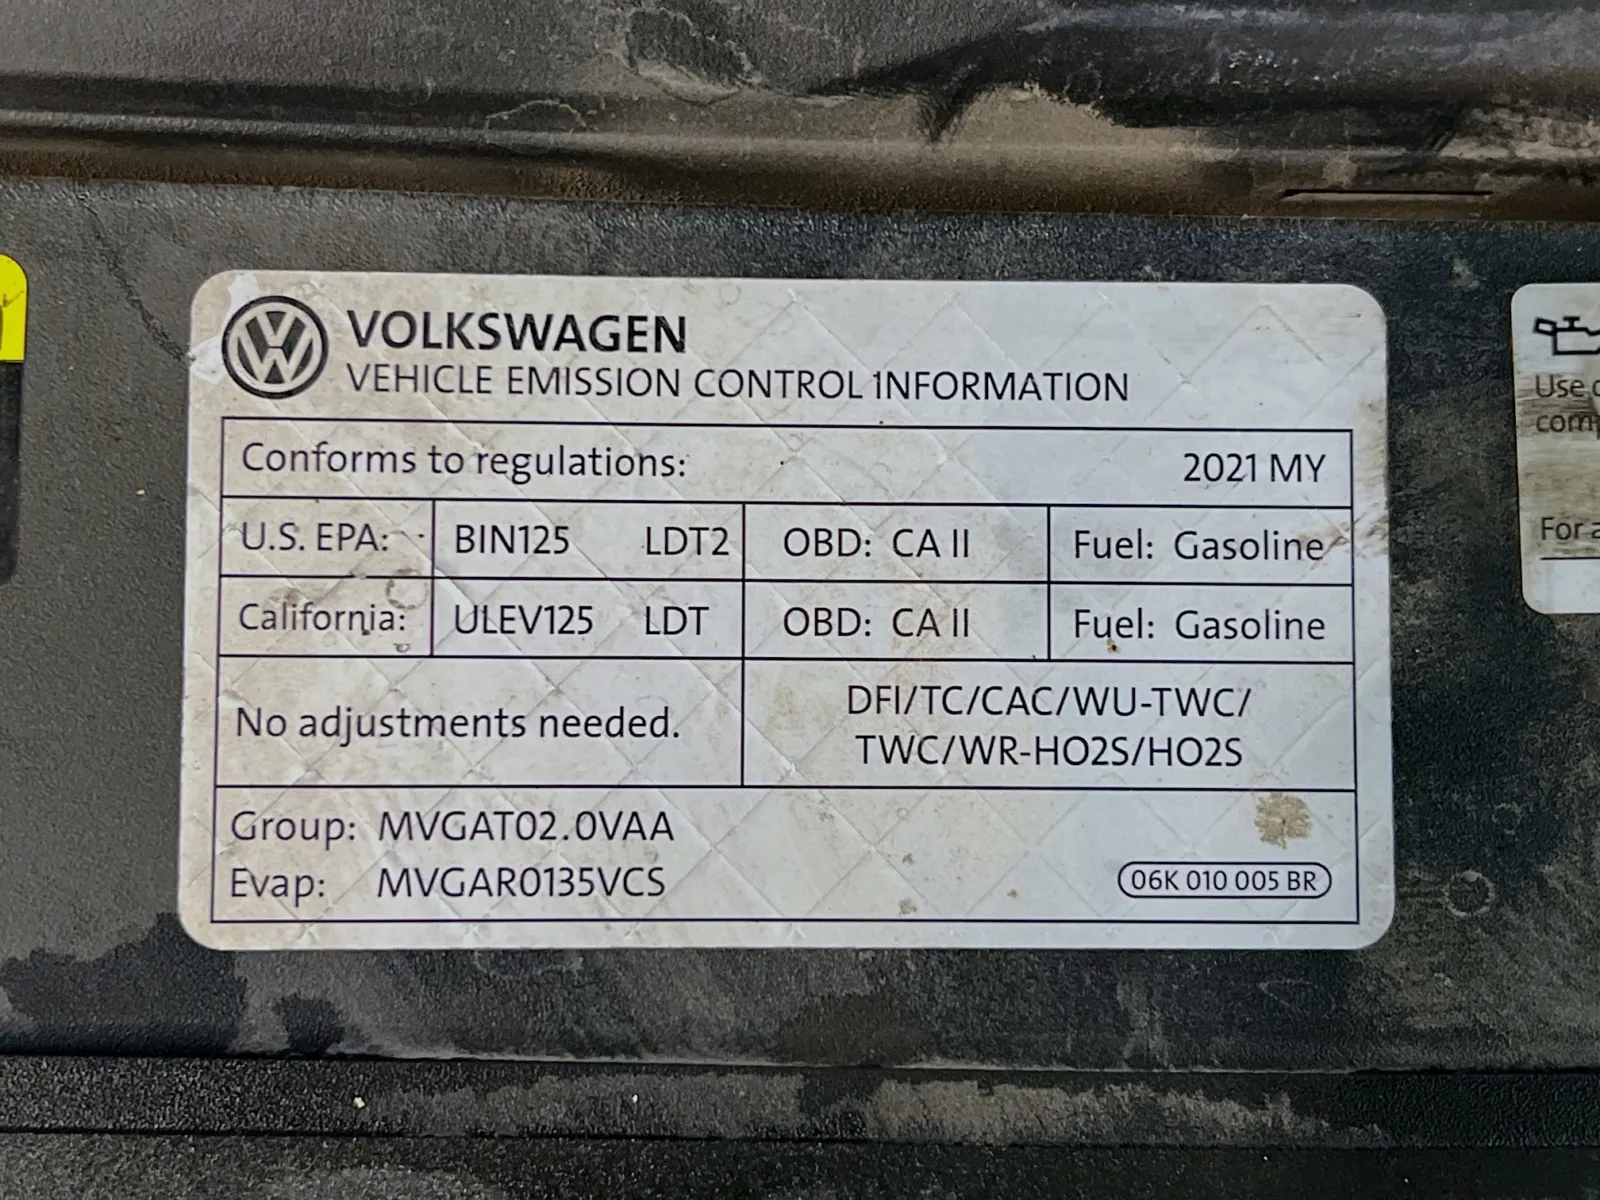 VOLKSWAGEN
VEHICLE EMISSION CONTROL INFORMATION
Conforms to regulations: 2021 MY
U.S. EPA: BIN125 LDT2 OBD: CA II Fuel: Gasoline
California: ULEV125 LDT OBD: CA II Fuel: Gasoline
No adjustments needed.
DFI/TC/CAC/WU-TWC/
TWC/WR-HO2S/HO2S
Group: MVGAT02.0VAA
Evap: MVGAR0135VCS
06K 010 005 BR
Use
For